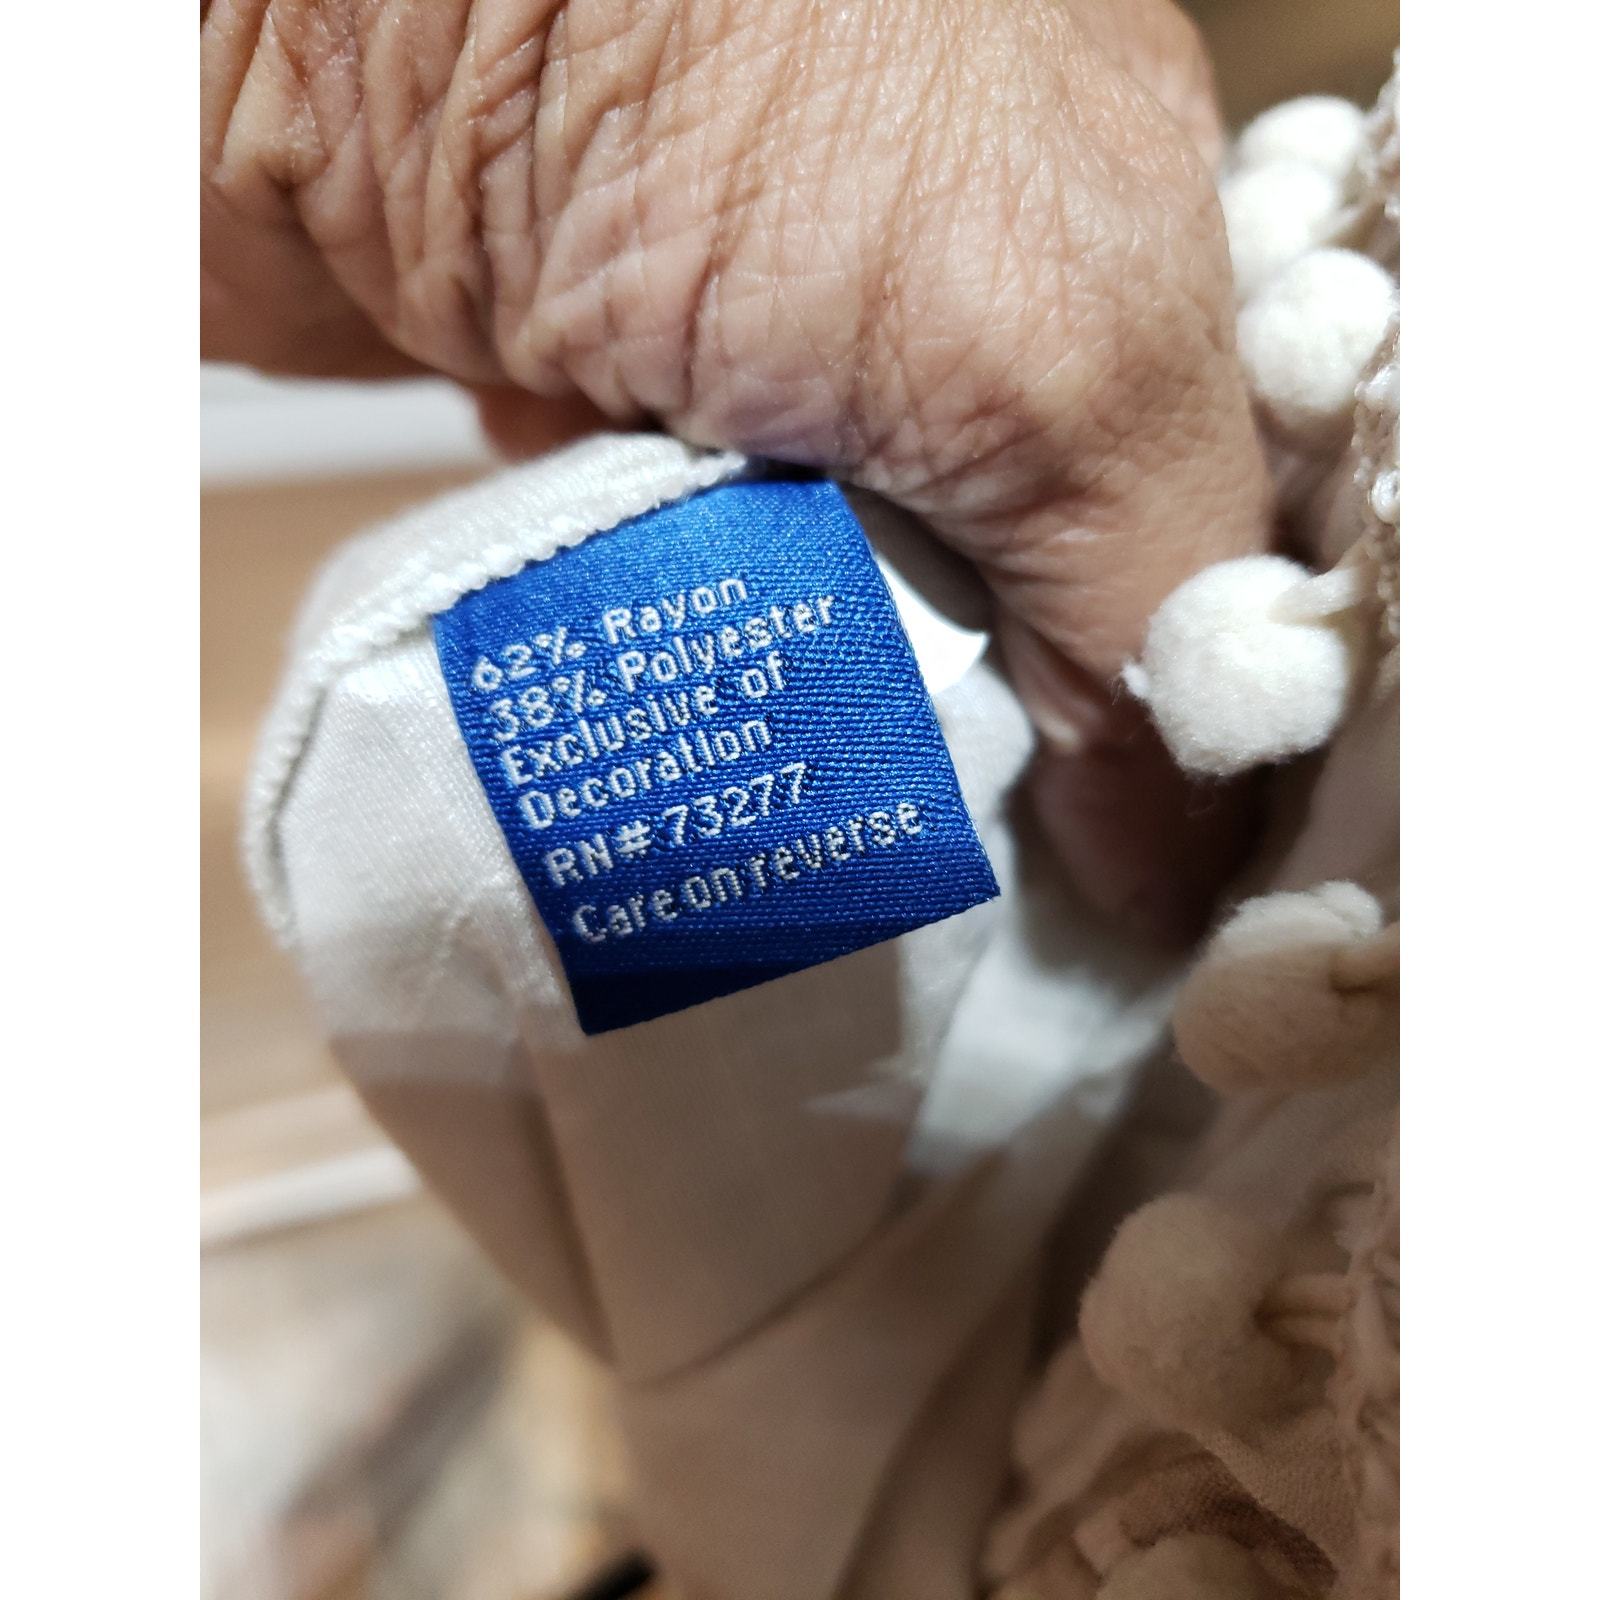 62% Rayon
38% Polyester
Exclusive of
Decoration
RN# 73277
Care on reverse